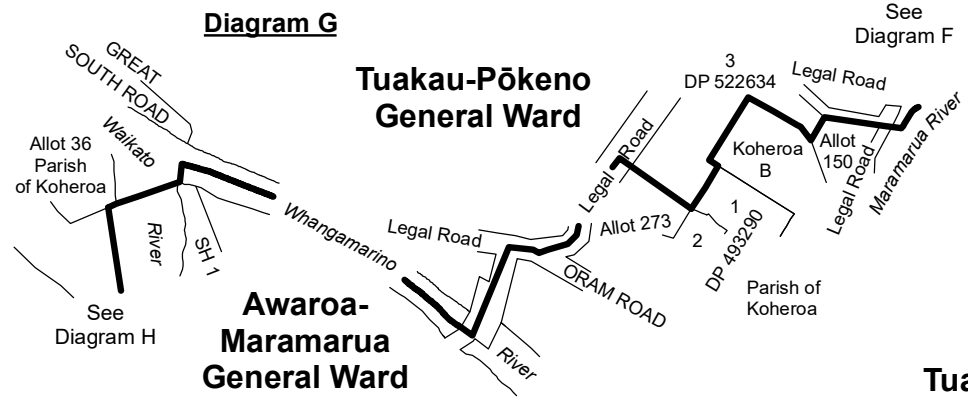 Diagram G
See
Diagram F
GREAT
SOUTH ROAD
Tuakau-Pōkeno
General Ward
3
DP 522634
Legal Road
Waikato
Allot 36
Parish
of Koheroa
Legal Road
Koheroa
B
Allot
150
Legal Road
Maramarua River
River
SH 1
Whangamarino
Legal Road
Allot 273
1
2
DP 493290
ORAM ROAD
Parish of
Koheroa
See
Diagram H
Awaroa-
Maramarua
General Ward
River
Tua